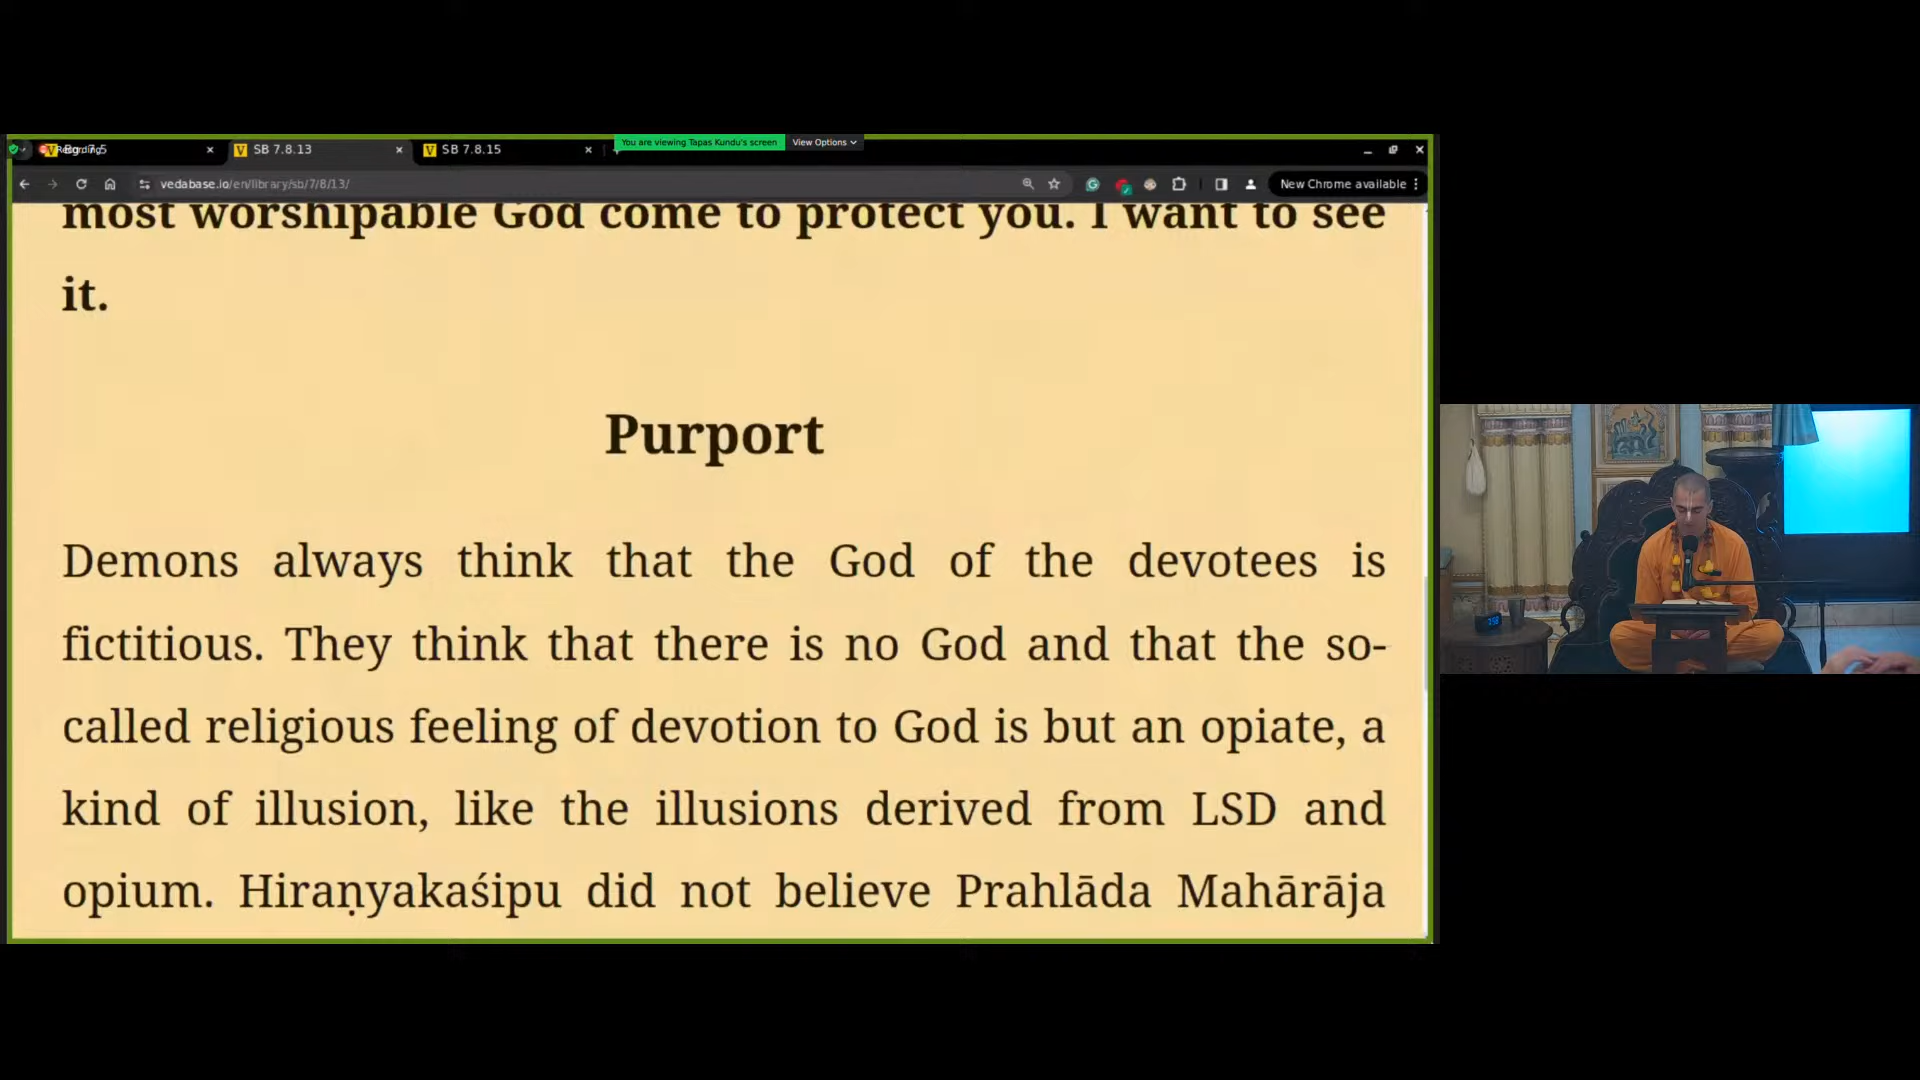 SB 7.8.13
SB 7.8.15
You are viewing Tapas Kundu's screen
View Options
vedabase.io/en/library/sb/7/8/13/
New Chrome available
most worshipable God come to protect you. I want to see
it.
Purport
Demons always think that the God of the devotees is
fictitious. They think that there is no God and that the so-
called religious feeling of devotion to God is but an opiate, a
kind of illusion, like the illusions derived from LSD and
opium. Hiraṇyakaśipu did not believe Prahlāda Mahārāja